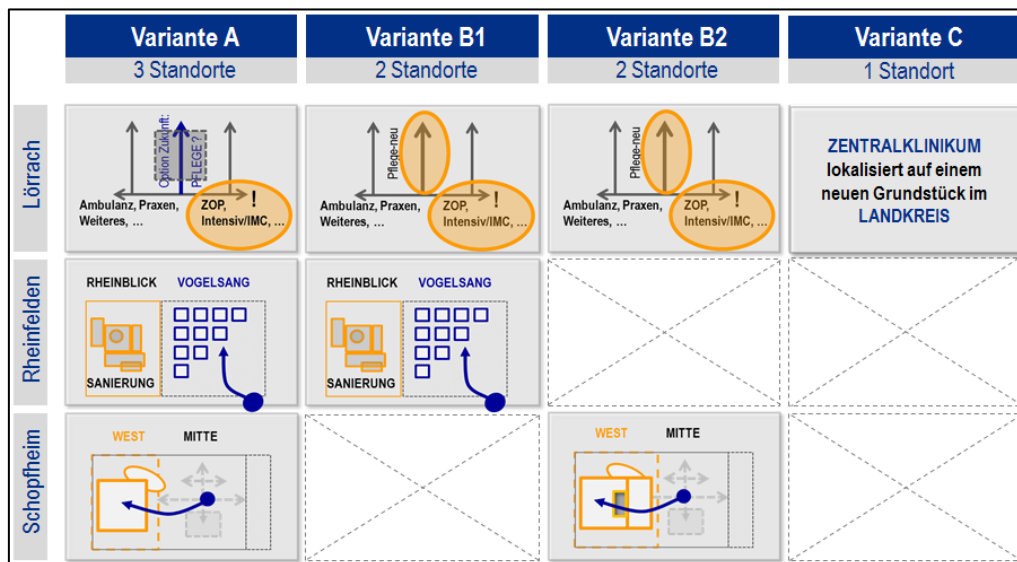 Variante A
3 Standorte
Variante B1
2 Standorte
Variante B2
2 Standorte
Variante C
1 Standort
Lörrach
Option Zukunft:
PFLEGE ?
Ambulanz, Praxen,
Weiteres, …
ZOP, !
Intensiv/IMC, …
Pflege-neu
Ambulanz, Praxen,
Weiteres, …
ZOP, !
Intensiv/IMC, …
Pflege-neu
Ambulanz, Praxen,
Weiteres, …
ZOP, !
Intensiv/IMC, …
ZENTRALKLINIKUM
lokalisiert auf einem
neuen Grundstück im
LANDKREIS
Rheinfelden
RHEINBLICK VOGELSANG
SANIERUNG
RHEINBLICK VOGELSANG
SANIERUNG
Schopfheim
WEST MITTE
WEST MITTE